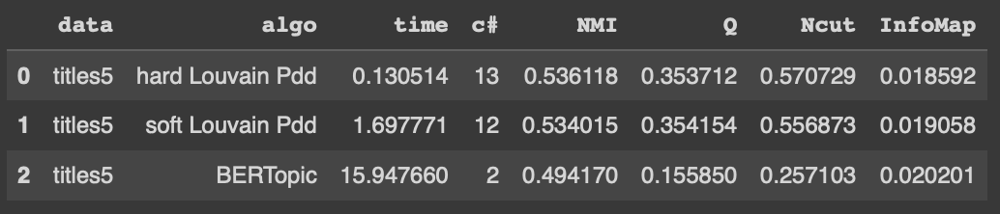 data algo time c# NMI Q Ncut InfoMap
0 titles5 hard Louvain Pdd 0.130514 13 0.536118 0.353712 0.570729 0.018592
1 titles5 soft Louvain Pdd 1.697771 12 0.534015 0.354154 0.556873 0.019058
2 titles5 BERTopic 15.947660 2 0.494170 0.155850 0.257103 0.020201